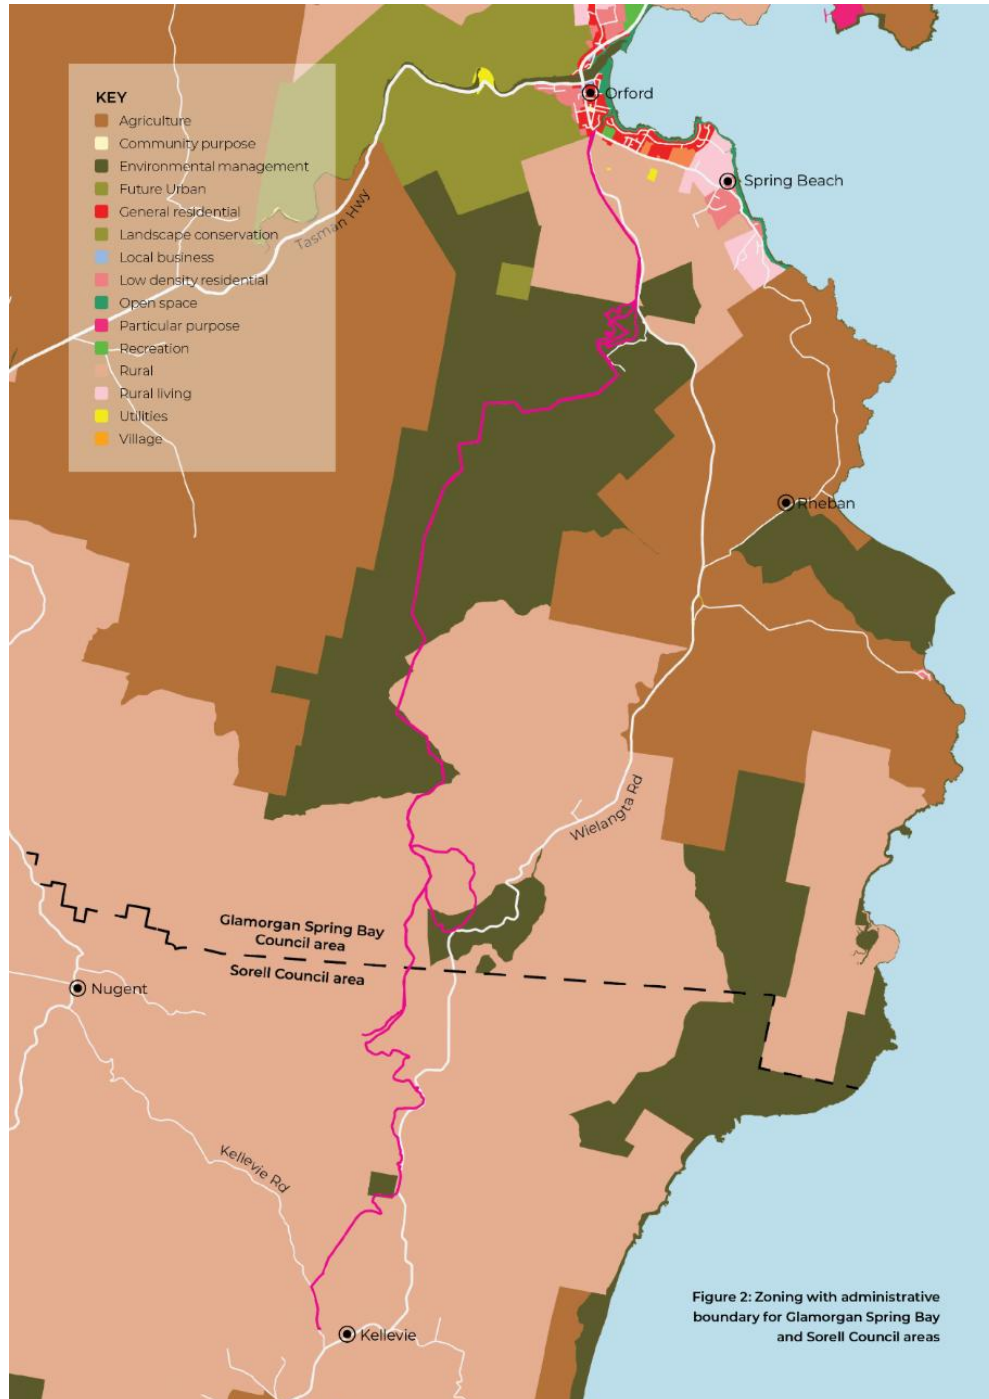 KEY
Agriculture
Community purpose
Environmental management
Future Urban
General residential
Landscape conservation
Local business
Low density residential
Open space
Particular purpose
Recreation
Rural
Rural living
Utilities
Village
Orford
Spring Beach
Tasman Hwy
Rheban
Wielangta Rd
Glamorgan Spring Bay
Council area
Sorell Council area
Nugent
Kellevie Rd
Kellevie
Figure 2: Zoning with administrative
boundary for Glamorgan Spring Bay
and Sorell Council areas